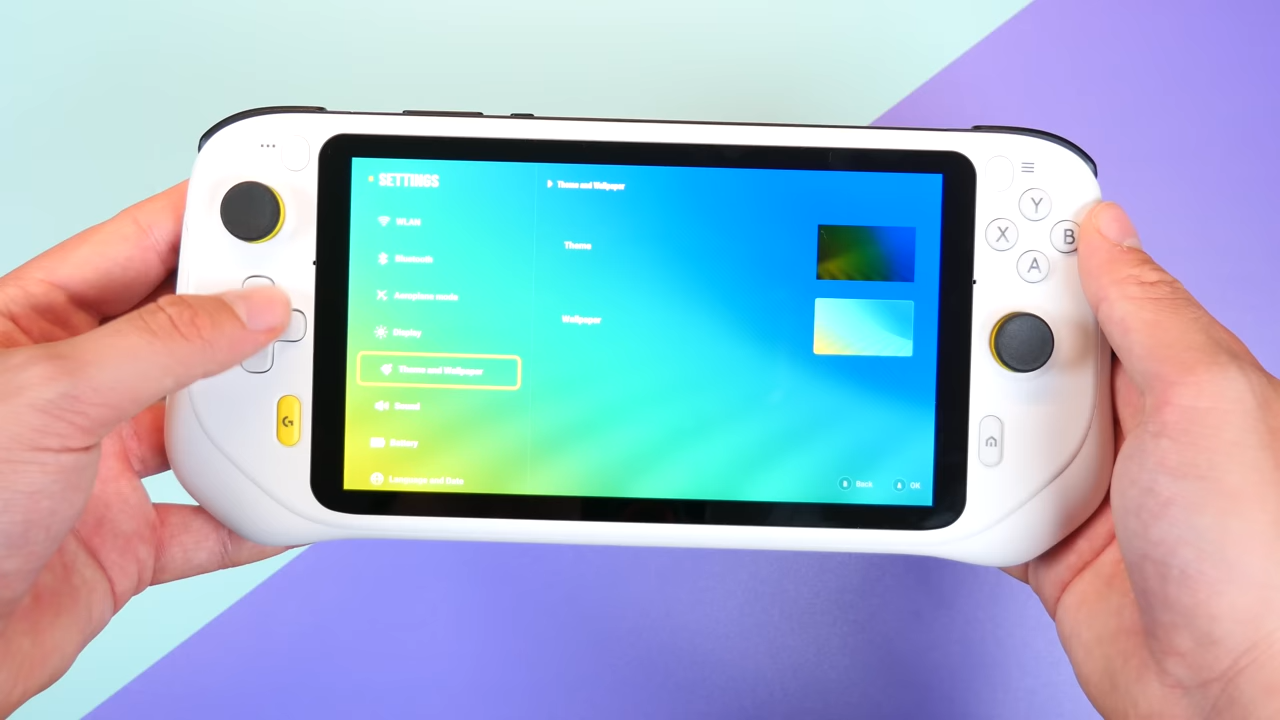 SETTINGS
WLAN
Bluetooth
Aeroplane mode
Display
Theme and Wallpaper
Sound
Battery
Language and Date
Theme and Wallpaper
Theme
Wallpaper
B Back
A OK
Y
X
B
A
G